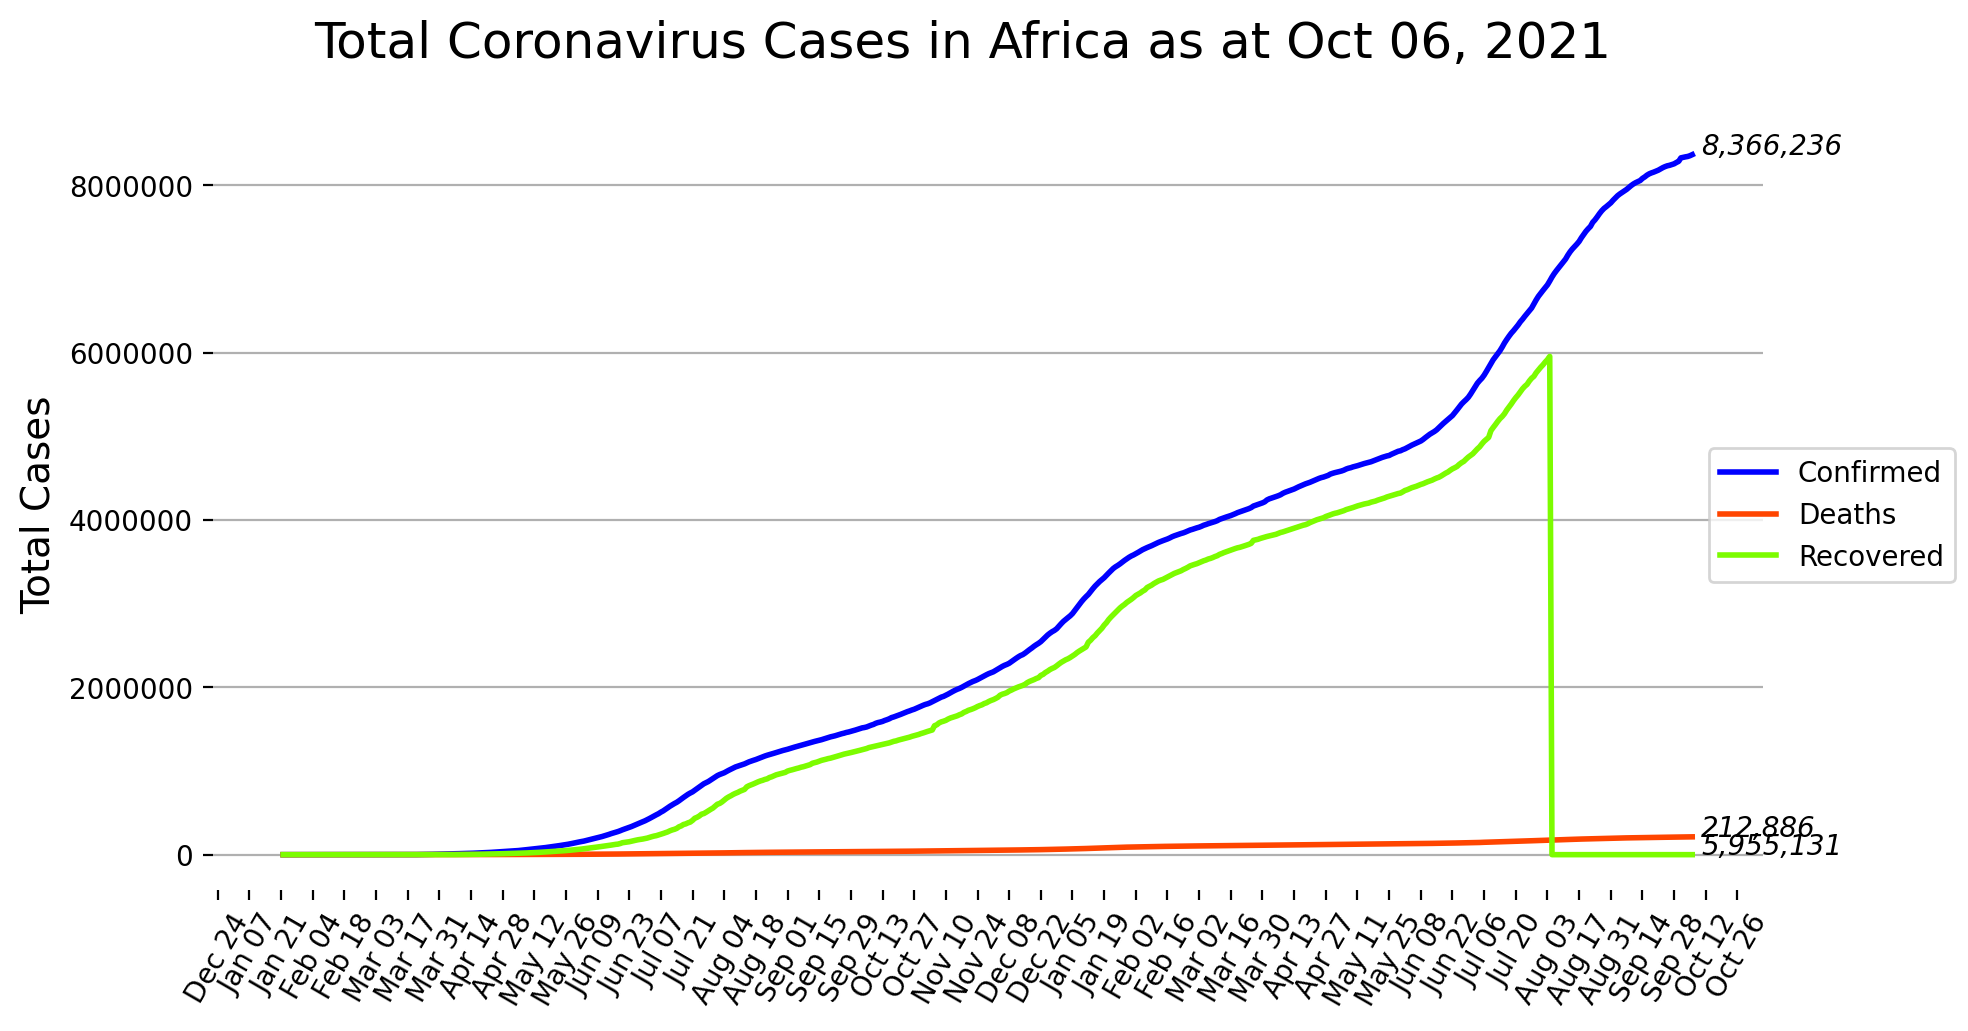 Total Coronavirus Cases in Africa as at Oct 06, 2021
Total Cases
8000000
6000000
4000000
2000000
0
8,366,236
212,886
5,955,131
Confirmed
Deaths
Recovered
Dec 24
Jan 07
Jan 21
Feb 04
Feb 18
Mar 03
Mar 17
Mar 31
Apr 14
Apr 28
May 12
May 26
Jun 09
Jun 23
Jul 07
Jul 21
Aug 04
Aug 18
Sep 01
Sep 15
Sep 29
Oct 13
Oct 27
Nov 10
Nov 24
Dec 08
Dec 22
Jan 05
Jan 19
Feb 02
Feb 16
Mar 02
Mar 16
Mar 30
Apr 13
Apr 27
May 11
May 25
Jun 08
Jun 22
Jul 06
Jul 20
Aug 03
Aug 17
Aug 31
Sep 14
Sep 28
Oct 12
Oct 26